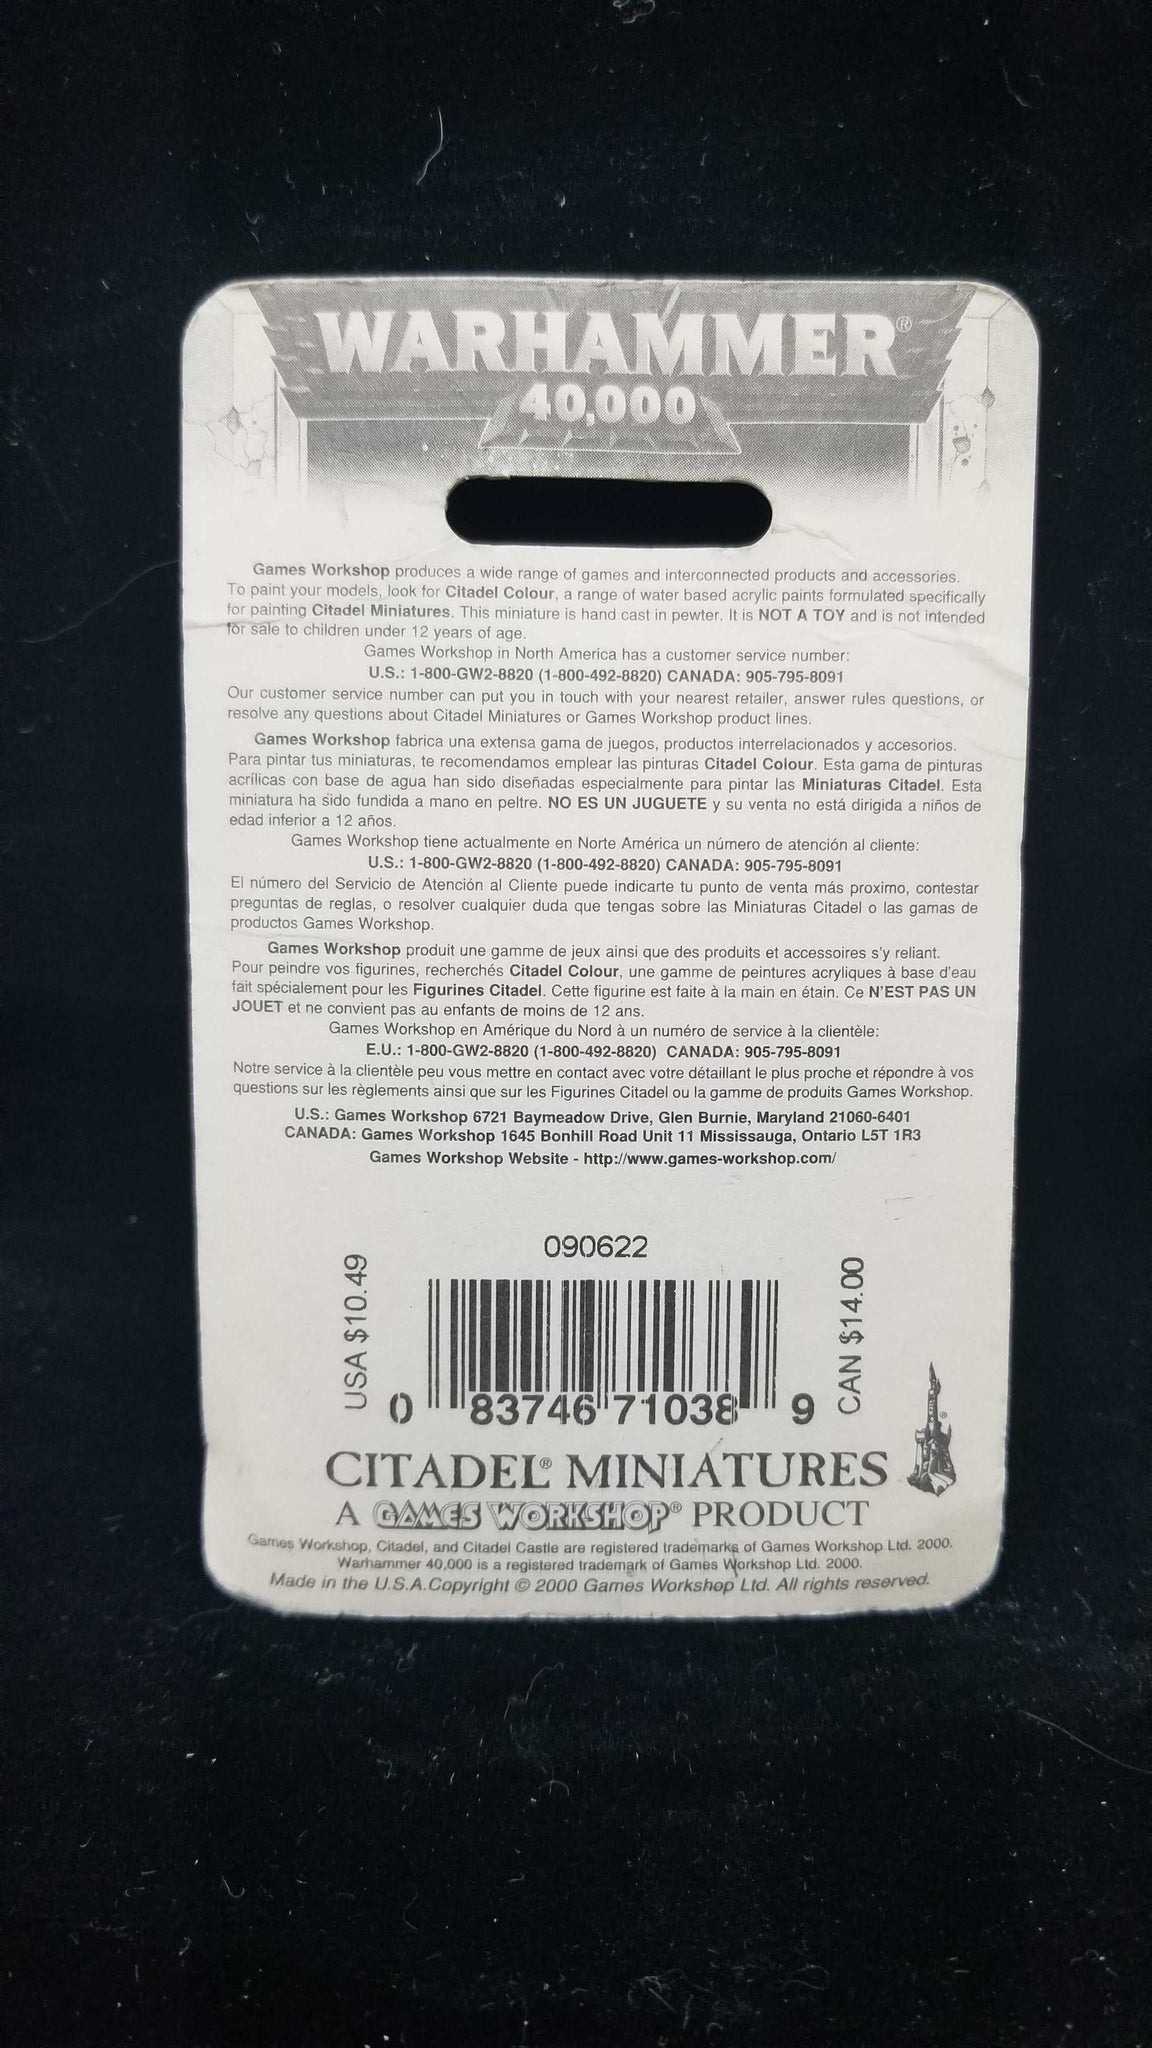 WARHAMMER®
40,000
Games Workshop produces a wide range of games and interconnected products and accessories.
To paint your models, look for Citadel Colour, a range of water based acrylic paints formulated specifically
for painting Citadel Miniatures. This miniature is hand cast in pewter. It is NOT A TOY and is not intended
for sale to children under 12 years of age.
Games Workshop in North America has a customer service number:
U.S.: 1-800-GW2-8820 (1-800-492-8820) CANADA: 905-795-8091
Our customer service number can put you in touch with your nearest retailer, answer rules questions, or
resolve any questions about Citadel Miniatures or Games Workshop product lines.
Games Workshop fabrica una extensa gama de juegos, productos interrelacionados y accesorios.
Para pintar tus miniaturas, te recomendamos emplear las pinturas Citadel Colour. Esta gama de pinturas
acrílicas con base de agua han sido diseñadas especialmente para pintar las Miniaturas Citadel. Esta
miniatura ha sido fundida a mano en peltre. NO ES UN JUGUETE y su venta no está dirigida a niños de
edad inferior a 12 años.
Games Workshop tiene actualmente en Norte América un número de atención al cliente:
U.S.: 1-800-GW2-8820 (1-800-492-8820) CANADA: 905-795-8091
El número del Servicio de Atención al Cliente puede indicarte tu punto de venta más proximo, contestar
preguntas de reglas, o resolver cualquier duda que tengas sobre las Miniaturas Citadel o las gamas de
productos Games Workshop.
Games Workshop produit une gamme de jeux ainsi que des produits et accessoires s'y reliant.
Pour peindre vos figurines, recherchés Citadel Colour, une gamme de peintures acryliques à base d'eau
fait spécialement pour les Figurines Citadel. Cette figurine est faite à la main en étain. Ce N'EST PAS UN
JOUET et ne convient pas au enfants de moins de 12 ans.
Games Workshop en Amérique du Nord à un numéro de service à la clientèle:
E.U.: 1-800-GW2-8820 (1-800-492-8820) CANADA: 905-795-8091
Notre service à la clientèle peu vous mettre en contact avec votre détaillant le plus proche et répondre à vos
questions sur les règlements ainsi que sur les Figurines Citadel ou la gamme de produits Games Workshop.
U.S.: Games Workshop 6721 Baymeadow Drive, Glen Burnie, Maryland 21060-6401
CANADA: Games Workshop 1645 Bonhill Road Unit 11 Mississauga, Ontario L5T 1R3
Games Workshop Website - http://www.games-workshop.com/
090622
USA $10.49
CAN $14.00
0 83746 71038 9
CITADEL® MINIATURES
A GAMES WORKSHOP® PRODUCT
Games Workshop, Citadel, and Citadel Castle are registered trademarks of Games Workshop Ltd. 2000.
Warhammer 40,000 is a registered trademark of Games Workshop Ltd. 2000.
Made in the U.S.A.Copyright © 2000 Games Workshop Ltd. All rights reserved.